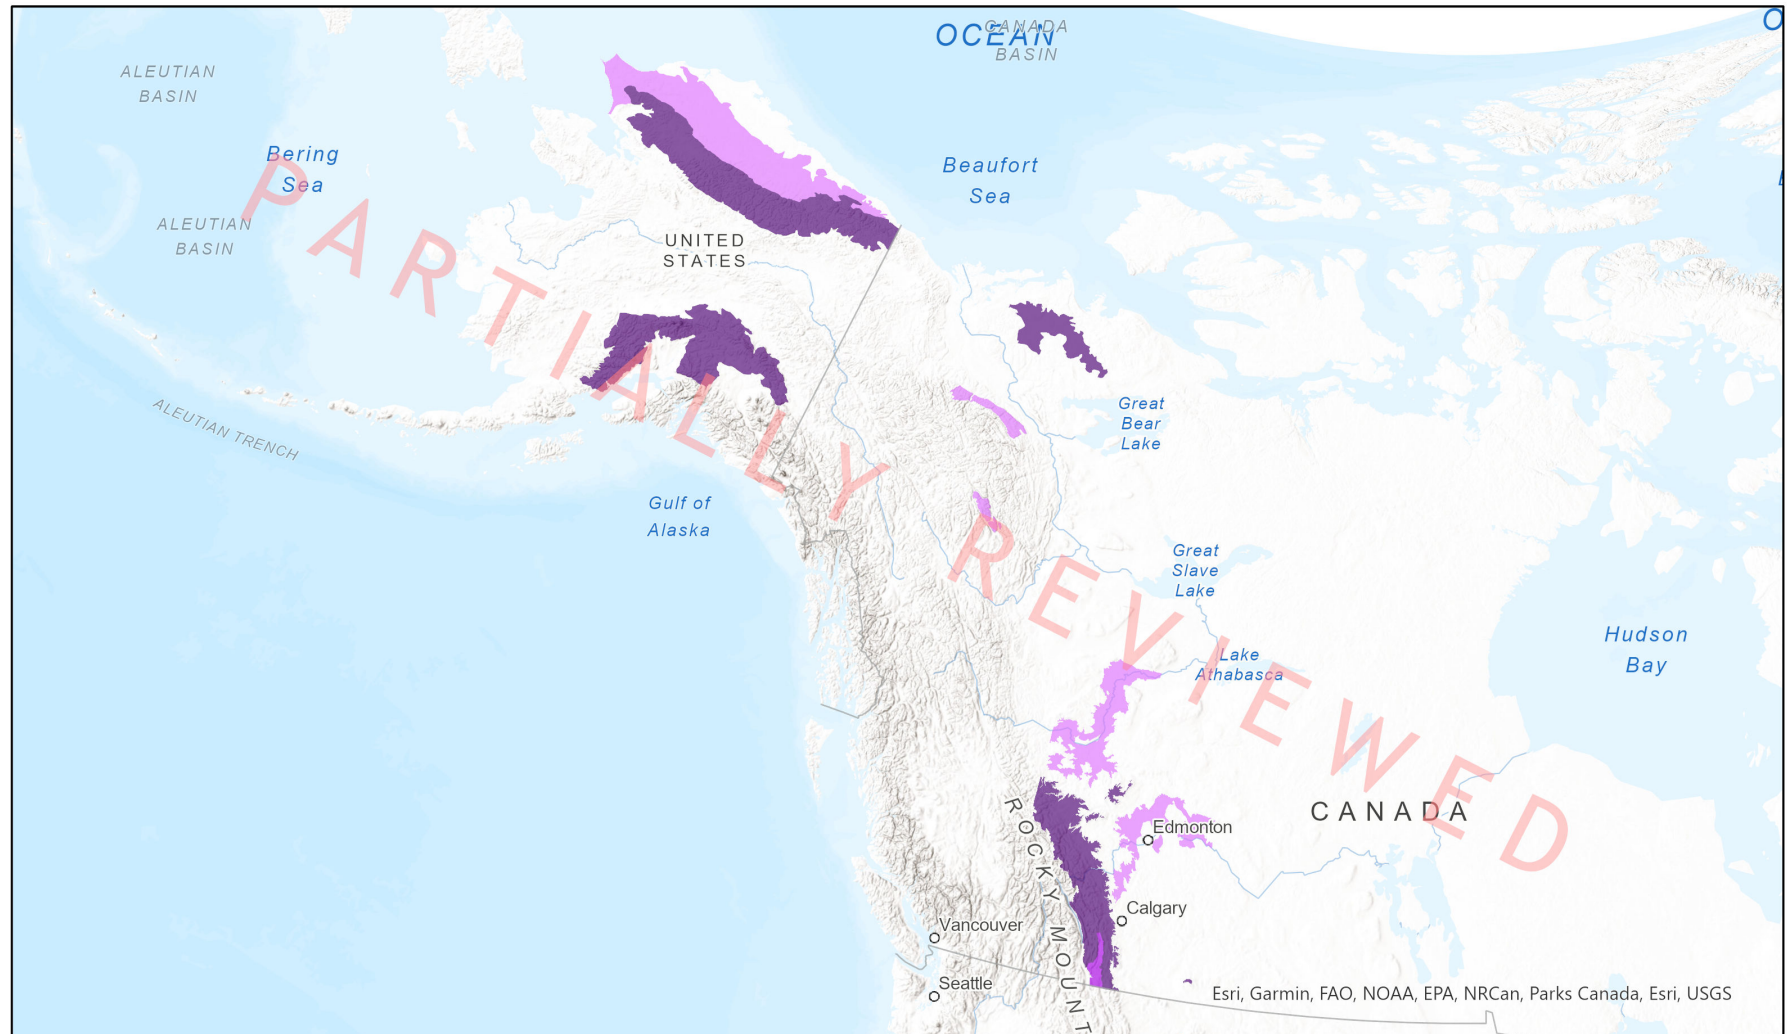 OCEAN
CANADA
BASIN
O
ALEUTIAN
BASIN
Bering
Sea
Beaufort
Sea
ALEUTIAN
BASIN
UNITED
STATES
PARTIALLY REVIEWED
ALEUTIAN TRENCH
Great
Bear
Lake
Gulf of
Alaska
Great
Slave
Lake
Hudson
Bay
Lake
Athabasca
CANADA
Edmonton
ROCKY MOUNT
Calgary
Vancouver
Seattle
Esri, Garmin, FAO, NOAA, EPA, NRCan, Parks Canada, Esri, USGS